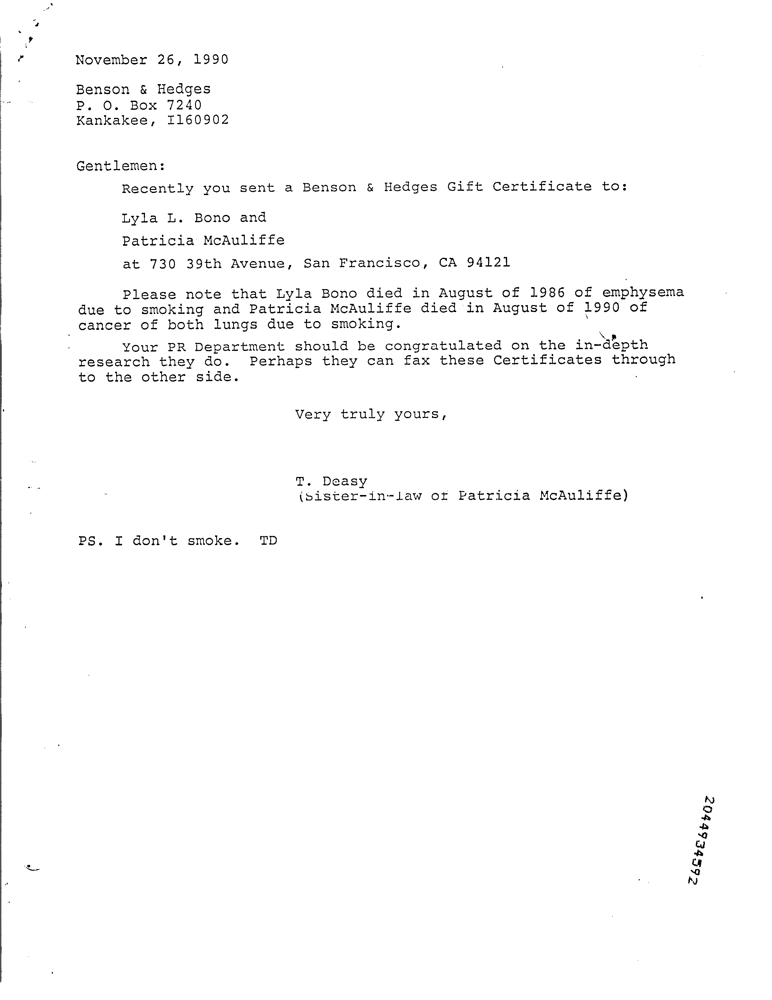 November 26, 1990
Benson & Hedges
P. O. Box 7240
Kankakee, Il60902
Gentlemen:
Recently you sent a Benson & Hedges Gift Certificate to:
Lyla L. Bono and
Patricia McAuliffe
at 730 39th Avenue, San Francisco, CA 94121
Please note that Lyla Bono died in August of 1986 of emphysema
due to smoking and Patricia McAuliffe died in August of 1990 of
cancer of both lungs due to smoking.
Your PR Department should be congratulated on the in-depth
research they do.  Perhaps they can fax these Certificates through
to the other side.
Very truly yours,
T. Deasy
(Sister-in-law of Patricia McAuliffe)
PS. I don't smoke.  TD
2044934592